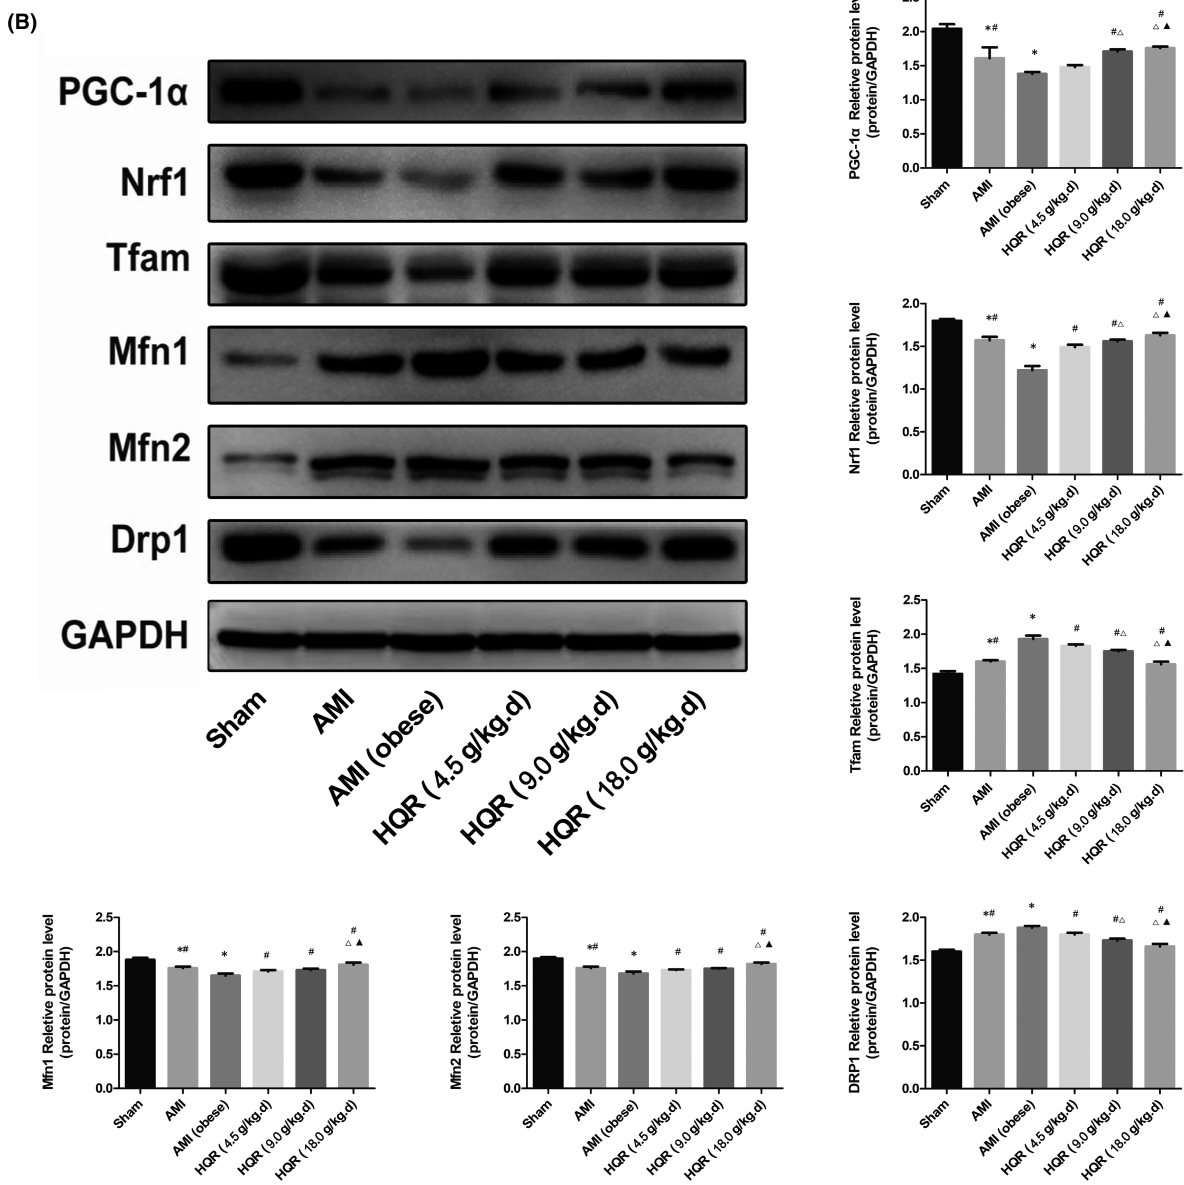 (B)
PGC-1α
Nrf1
Tfam
Mfn1
Mfn2
Drp1
GAPDH
Sham
AMI
AMI (obese)
HQR ( 4.5 g/kg.d)
HQR ( 9.0 g/kg.d)
HQR ( 18.0 g/kg.d)
PGC-1α Reletive protein
(protein/GAPDH)
1.5
1.0
0.5
0.0
*#
*
#△
#
△ ▲
Sham
AMI
AMI (obese)
HQR ( 4.5 g/kg.d)
HQR ( 9.0 g/kg.d)
HQR ( 18.0 g/kg.d)
Nrf1 Reletive protein level
(protein/GAPDH)
2.0
1.5
1.0
0.5
0.0
*#
*
#
#△
#
△ ▲
Sham
AMI
AMI (obese)
HQR ( 4.5 g/kg.d)
HQR ( 9.0 g/kg.d)
HQR ( 18.0 g/kg.d)
Tfam Reletive protein level
(protein/GAPDH)
2.5
2.0
1.5
1.0
0.5
0.0
*#
*
#
#△
#
△ ▲
Sham
AMI
AMI (obese)
HQR ( 4.5 g/kg.d)
HQR ( 9.0 g/kg.d)
HQR ( 18.0 g/kg.d)
Mfn1 Reletive protein level
(protein/GAPDH)
2.5
2.0
1.5
1.0
0.5
0.0
*#
*
#
#
#
△ ▲
Sham
AMI
AMI (obese)
HQR ( 4.5 g/kg.d)
HQR ( 9.0 g/kg.d)
HQR ( 18.0 g/kg.d)
Mfn2 Reletive protein level
(protein/GAPDH)
2.5
2.0
1.5
1.0
0.5
0.0
*#
*
#
#
#
△ ▲
Sham
AMI
AMI (obese)
HQR ( 4.5 g/kg.d)
HQR ( 9.0 g/kg.d)
HQR ( 18.0 g/kg.d)
DRP1 Reletive protein level
(protein/GAPDH)
2.0
1.5
1.0
0.5
0.0
*#
*
#
#△
#
△ ▲
Sham
AMI
AMI (obese)
HQR ( 4.5 g/kg.d)
HQR ( 9.0 g/kg.d)
HQR ( 18.0 g/kg.d)